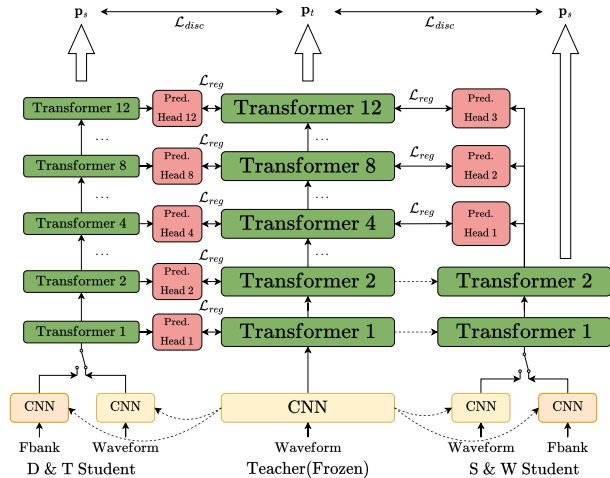 p_s
p_t
p_s
ℒ_disc
ℒ_disc
Transformer 12
Pred.
Head 12
ℒ_reg
Transformer 12
ℒ_reg
Pred.
Head 3
...
...
Transformer 8
Pred.
Head 8
ℒ_reg
Transformer 8
ℒ_reg
Pred.
Head 2
...
...
Transformer 4
Pred.
Head 4
ℒ_reg
Transformer 4
ℒ_reg
Pred.
Head 1
...
...
Transformer 2
Pred.
Head 2
ℒ_reg
Transformer 2
Transformer 2
Transformer 1
Pred.
Head 1
ℒ_reg
Transformer 1
Transformer 1
CNN
CNN
CNN
CNN
CNN
Fbank
Waveform
Waveform
Waveform
Fbank
D & T Student
Teacher(Frozen)
S & W Student